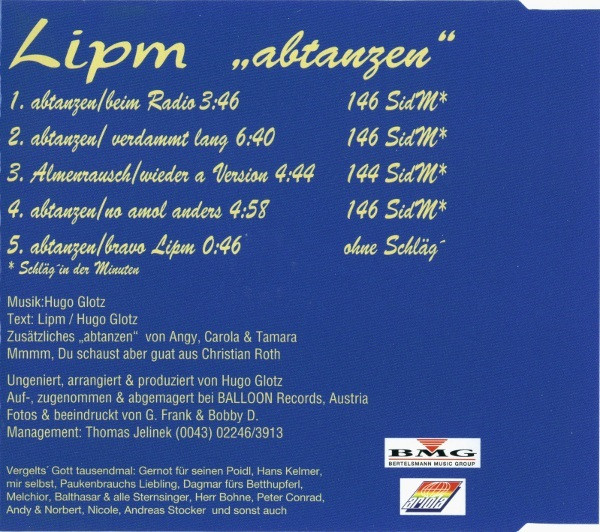 Lipm „abtanzen“
1. abtanzen/beim Radio 3:46 146 Sid'M*
2. abtanzen/ verdammt lang 6:40 146 Sid'M*
3. Almenrausch/wieder a Version 4:44 144 Sid'M*
4. abtanzen/no amol anders 4:58 146 Sid'M*
5. abtanzen/bravo Lipm 0:46 ohne Schläg´
* Schläg´in der Minuten
Musik:Hugo Glotz
Text: Lipm / Hugo Glotz
Zusätzliches „abtanzen“ von Angy, Carola & Tamara
Mmmm, Du schaust aber guat aus Christian Roth
Ungeniert, arrangiert & produziert von Hugo Glotz
Auf-, zugenommen & abgemagert bei BALLOON Records, Austria
Fotos & beeindruckt von G. Frank & Bobby D.
Management: Thomas Jelinek (0043) 02246/3913
BMG
BERTELSMANN MUSIC GROUP
ariola
Vergelts´ Gott tausendmal: Gernot für seinen Poidl, Hans Kelmer,
mir selbst, Paukenbrauchs Liebling, Dagmar fürs Betthupferl,
Melchior, Balthasar & alle Sternsinger, Herr Bohne, Peter Conrad,
Andy & Norbert, Nicole, Andreas Stocker und sonst auch